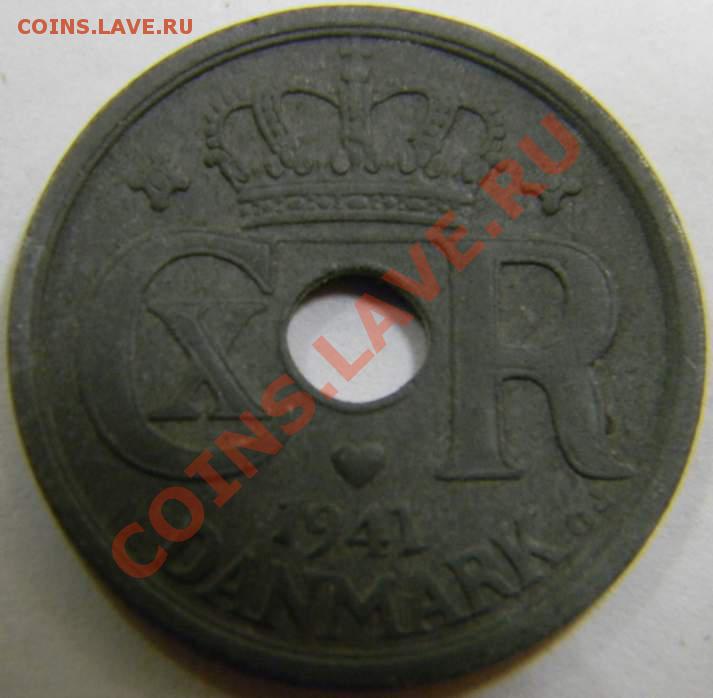 COINS.LAVE.RU
COINS.LAVE.RU
C X R
1941
DANMARK